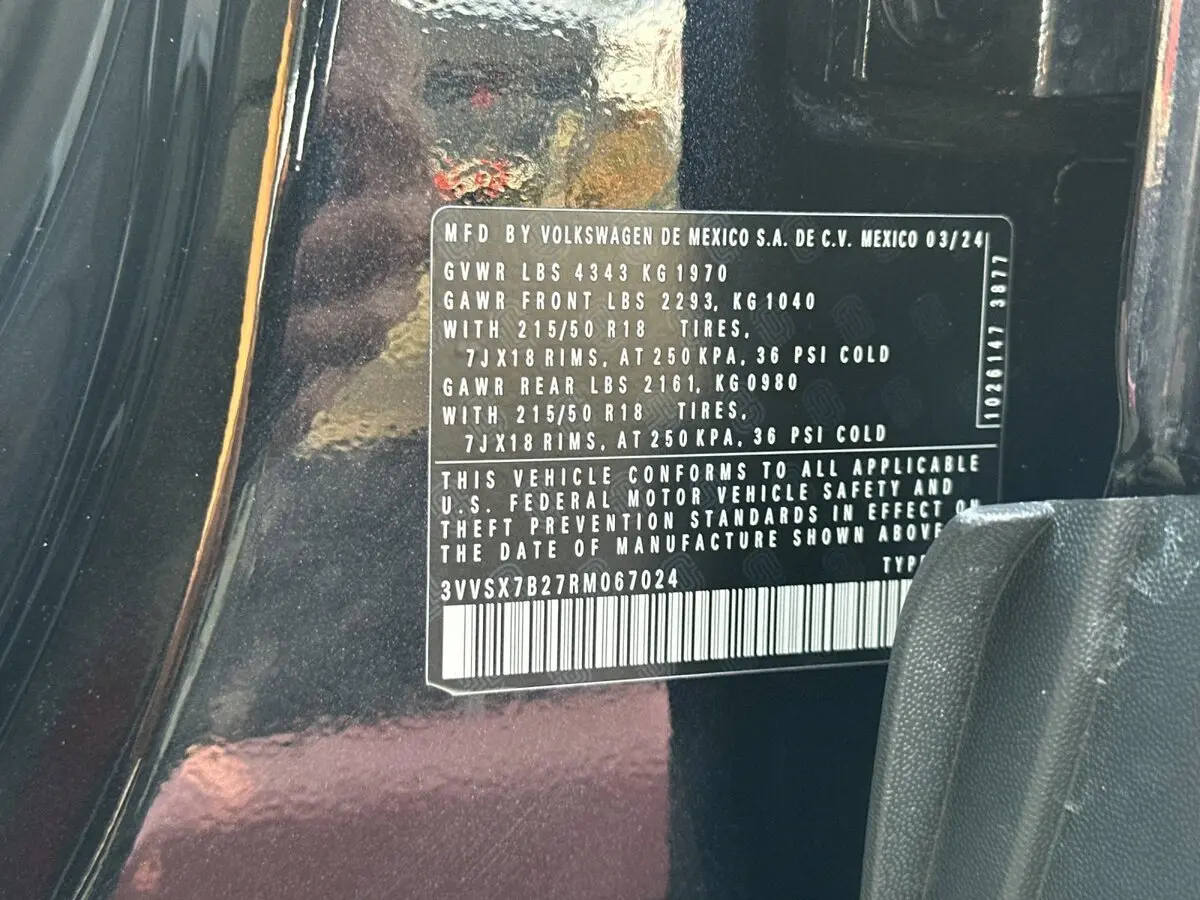 MFD BY VOLKSWAGEN DE MEXICO S.A. DE C.V. MEXICO 03/24
GVWR LBS 4343 KG 1970
GAWR FRONT LBS 2293, KG 1040
WITH 215/50 R18 TIRES,
7JX18 RIMS, AT 250 KPA, 36 PSI COLD
GAWR REAR LBS 2161, KG 0980
WITH 215/50 R18 TIRES,
7JX18 RIMS, AT 250 KPA, 36 PSI COLD
1026147 3877
THIS VEHICLE CONFORMS TO ALL APPLICABLE
U.S. FEDERAL MOTOR VEHICLE SAFETY AND
THEFT PREVENTION STANDARDS IN EFFECT ON
THE DATE OF MANUFACTURE SHOWN ABOVE
3VVSX7B27RM067024